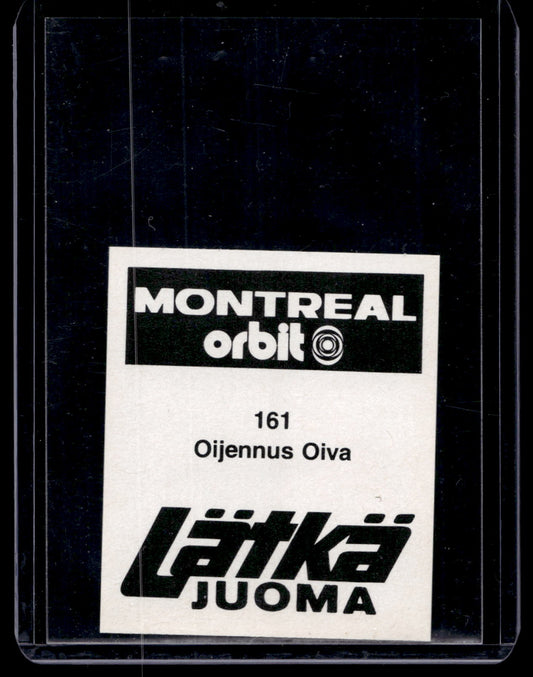 MONTREAL
orbit
161
Oijennus Oiva
Lätkä
JUOMA